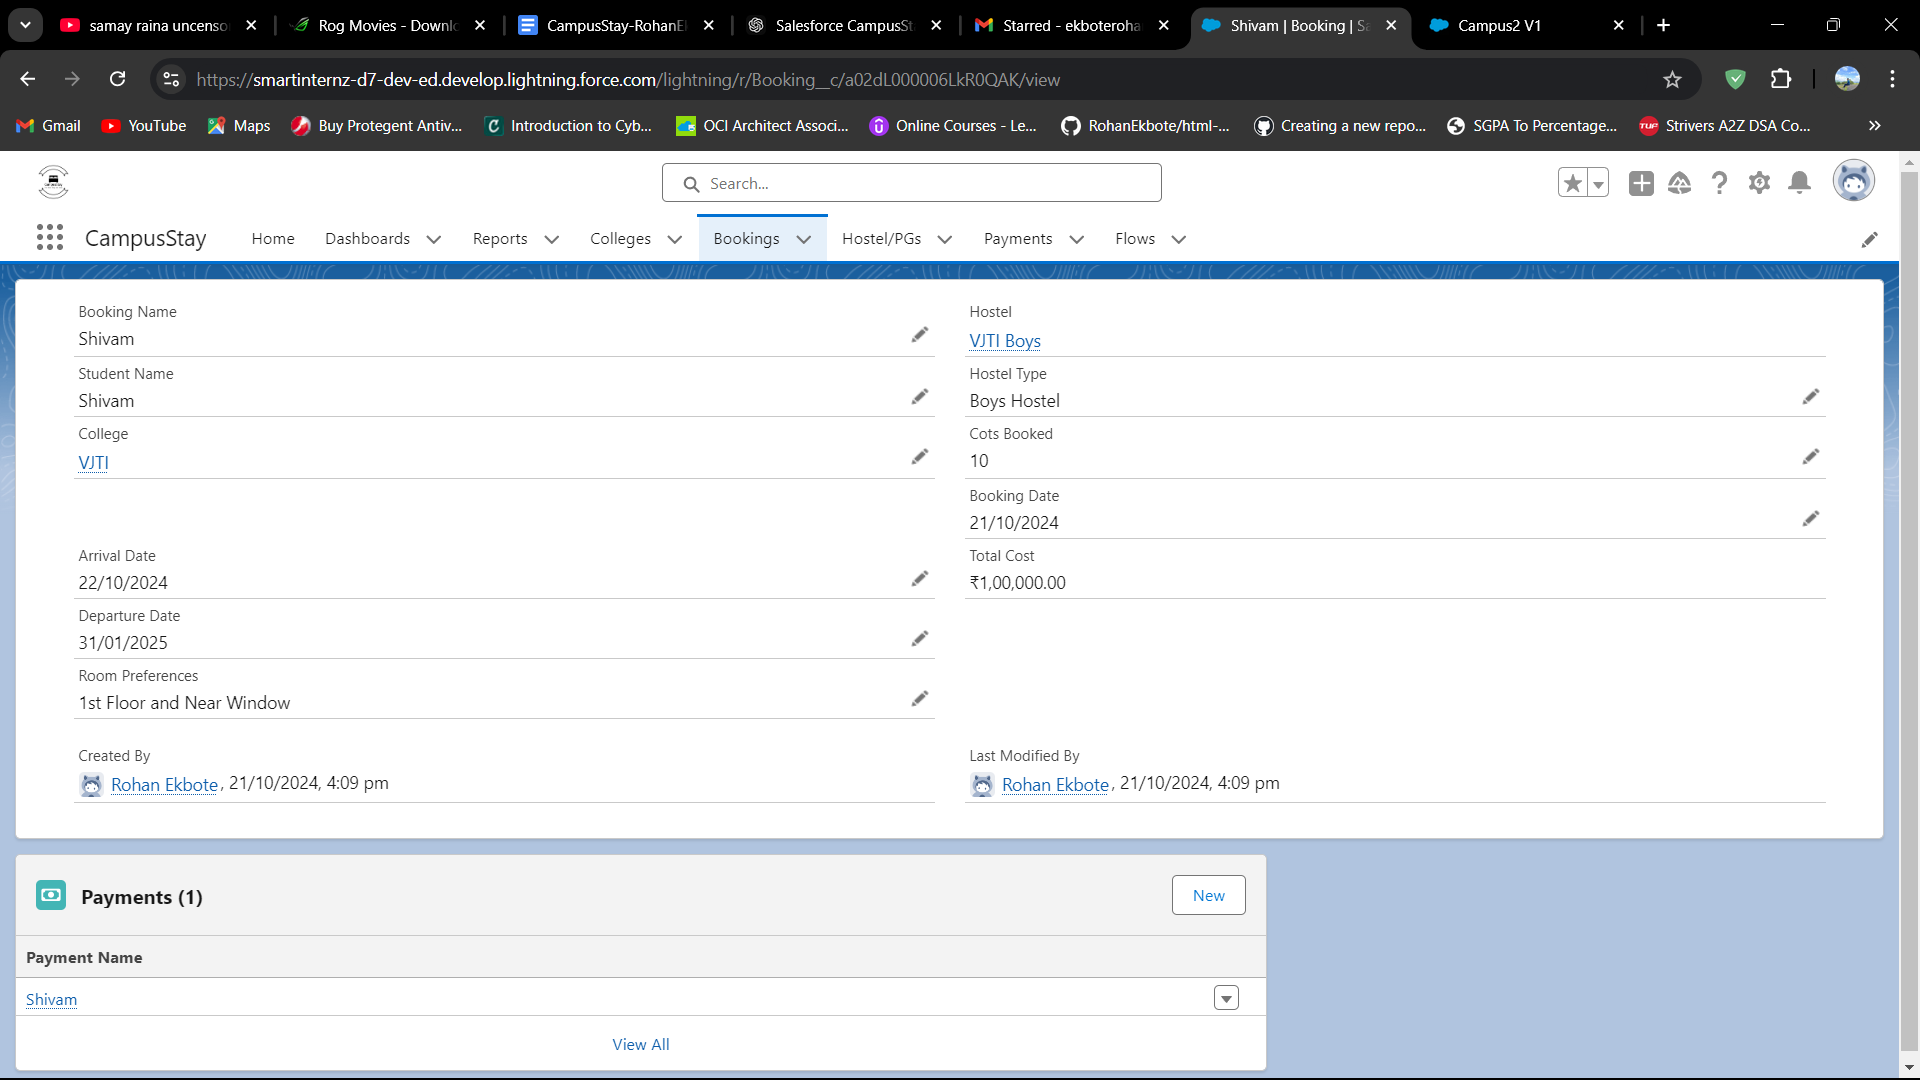 samay raina uncenso
Rog Movies - Downlo
CampusStay-RohanEk
Salesforce CampusSt
Starred - ekboteroha
Shivam | Booking | Sa
Campus2 V1
https://smartinternz-d7-dev-ed.develop.lightning.force.com/lightning/r/Booking__c/a02dL000006LkR0QAK/view
Gmail
YouTube
Maps
Buy Protegent Antiv...
Introduction to Cyb...
OCI Architect Associ...
Online Courses - Le...
RohanEkbote/html-...
Creating a new repo...
SGPA To Percentage...
Strivers A2Z DSA Co...
Search...
CampusStay
Home
Dashboards
Reports
Colleges
Bookings
Hostel/PGs
Payments
Flows
Booking Name
Shivam
Hostel
VJTI Boys
Student Name
Shivam
Hostel Type
Boys Hostel
College
VJTI
Cots Booked
10
Booking Date
21/10/2024
Arrival Date
22/10/2024
Total Cost
₹1,00,000.00
Departure Date
31/01/2025
Room Preferences
1st Floor and Near Window
Created By
Rohan Ekbote, 21/10/2024, 4:09 pm
Last Modified By
Rohan Ekbote, 21/10/2024, 4:09 pm
Payments (1)
New
Payment Name
Shivam
View All